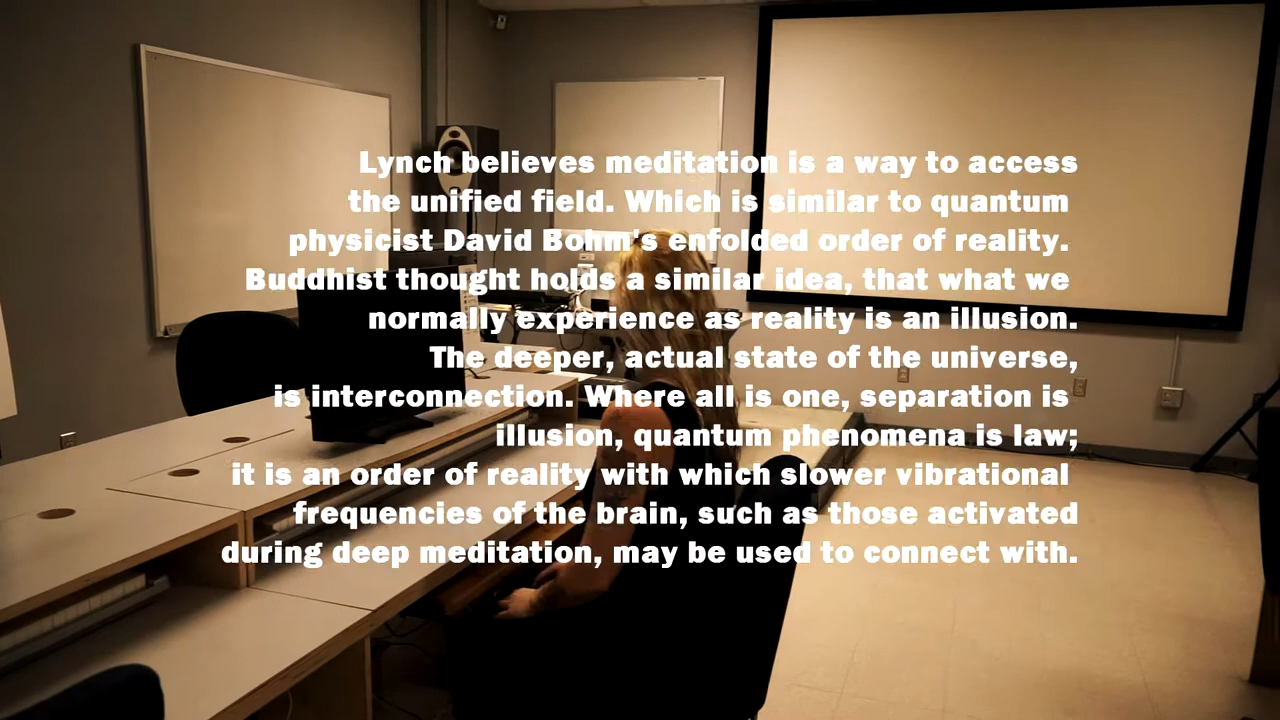 Lynch believes meditation is a way to access
the unified field. Which is similar to quantum
physicist David Bohm's enfolded order of reality.
Buddhist thought holds a similar idea, that what we
normally experience as reality is an illusion.
The deeper, actual state of the universe,
is interconnection. Where all is one, separation is
illusion, quantum phenomena is law;
it is an order of reality with which slower vibrational
frequencies of the brain, such as those activated
during deep meditation, may be used to connect with.